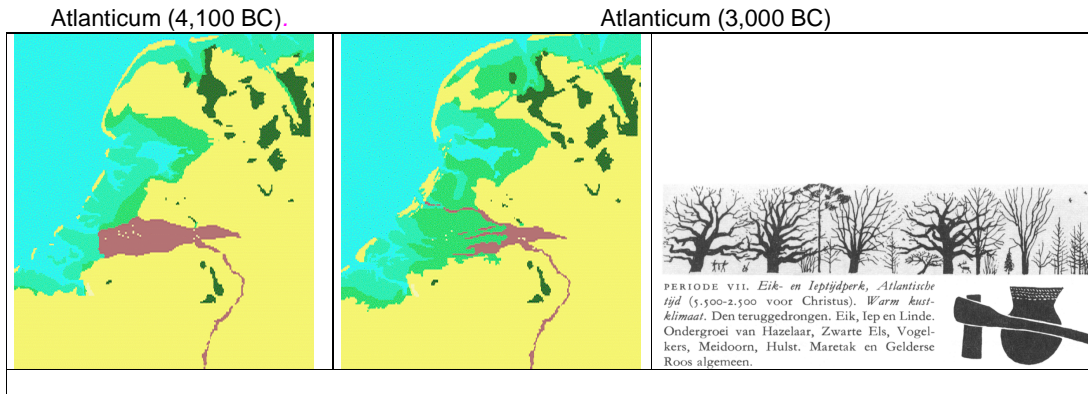 Atlanticum (4,100 BC).
Atlanticum (3,000 BC)
PERIODE VII. Eik- en Ieptijdperk, Atlantische
tijd (5.500-2.500 voor Christus). Warm kust-
klimaat. Den teruggedrongen. Eik, Iep en Linde.
Ondergroei van Hazelaar, Zwarte Els, Vogel-
kers, Meidoorn, Hulst. Maretak en Gelderse
Roos algemeen.